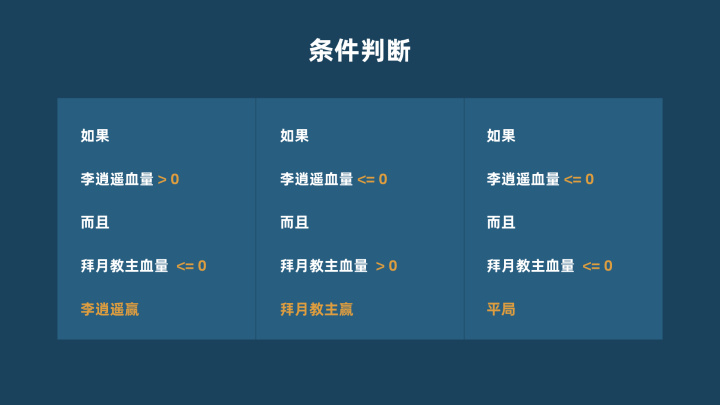 条件判断
如果
李逍遥血量 > 0
而且
拜月教主血量 <= 0
李逍遥赢
如果
李逍遥血量 <= 0
而且
拜月教主血量 > 0
拜月教主赢
如果
李逍遥血量 <= 0
而且
拜月教主血量 <= 0
平局